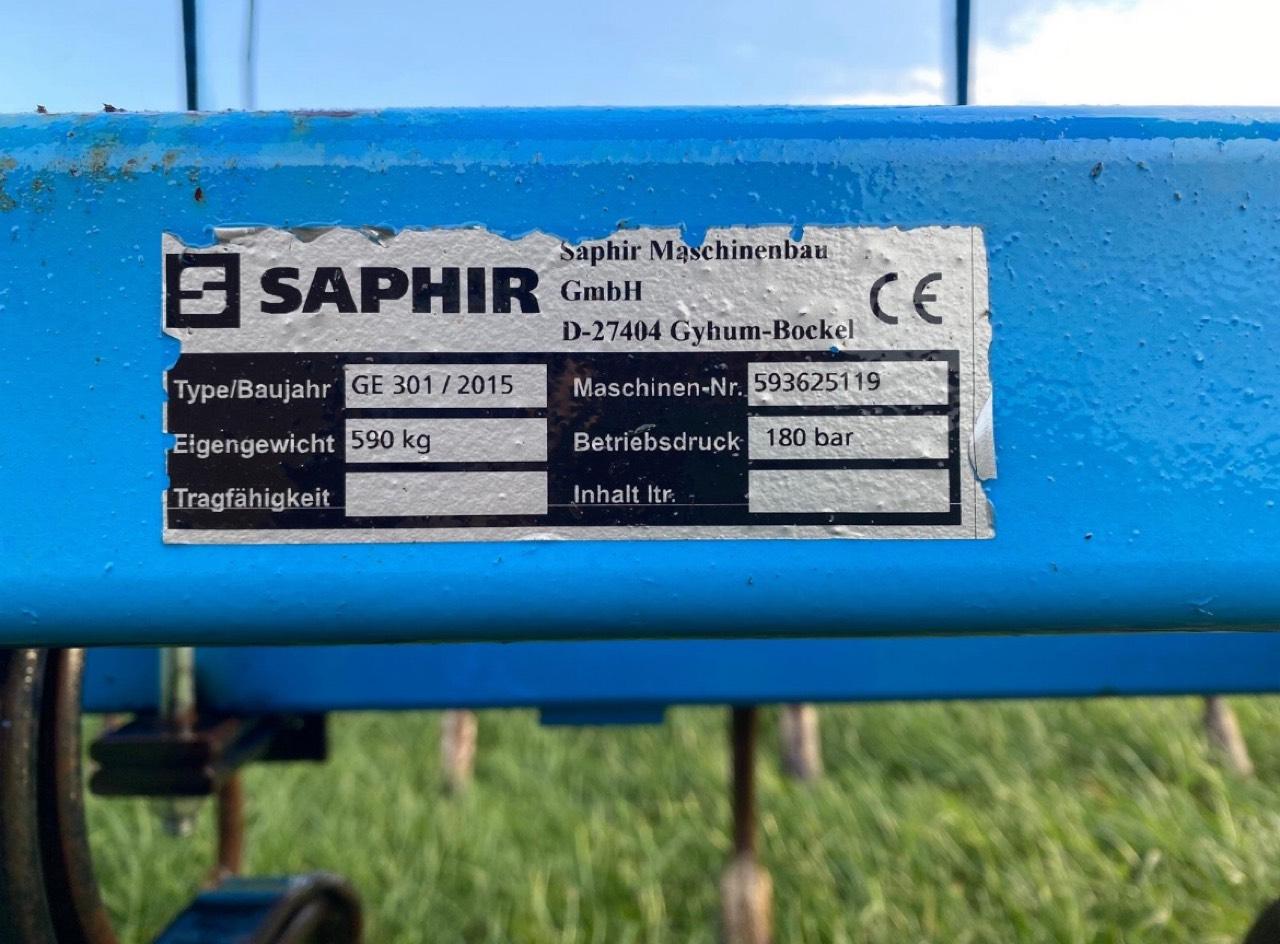 SAPHIR
Saphir Maschinenbau
GmbH
D-27404 Gyhum-Bockel
CE
Type/Baujahr GE 301 / 2015 Maschinen-Nr. 593625119
Eigengewicht 590 kg Betriebsdruck 180 bar
Tragfähigkeit Inhalt ltr.